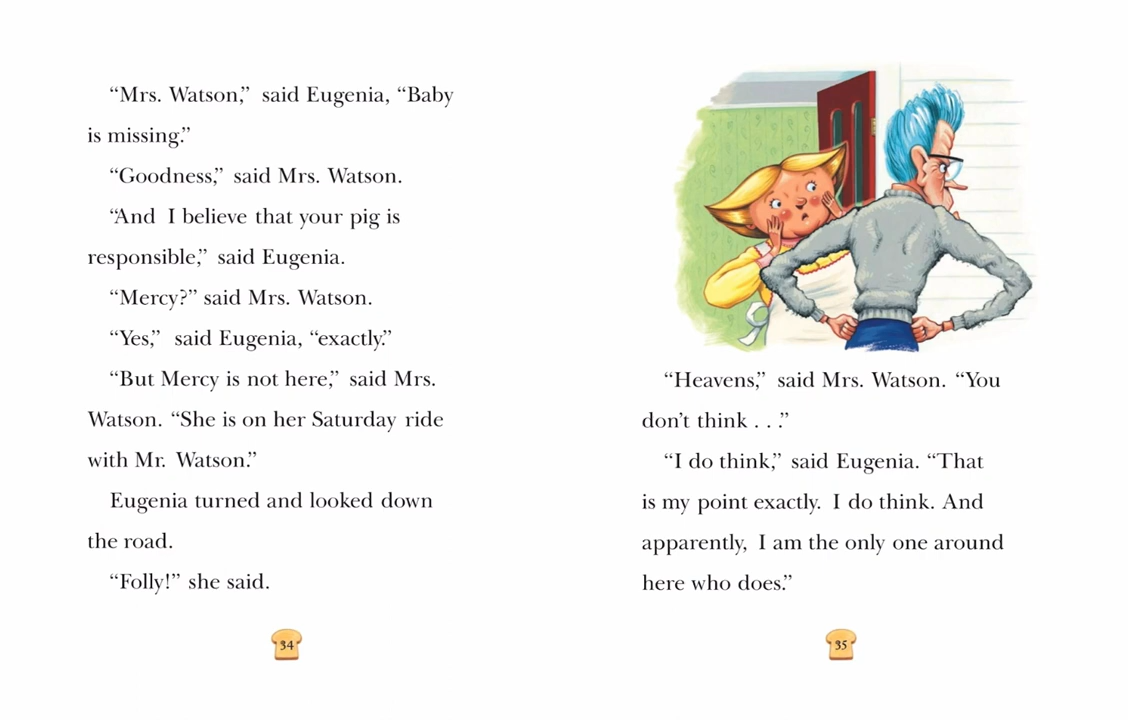 “Mrs. Watson,” said Eugenia, “Baby
is missing.”
“Goodness,” said Mrs. Watson.
“And I believe that your pig is
responsible,” said Eugenia.
“Mercy?” said Mrs. Watson.
“Yes,” said Eugenia, “exactly.”
“But Mercy is not here,” said Mrs.
Watson. “She is on her Saturday ride
with Mr. Watson.”
Eugenia turned and looked down
the road.
“Folly!” she said.
34
“Heavens,” said Mrs. Watson. “You
don’t think . . .”
“I do think,” said Eugenia. “That
is my point exactly. I do think. And
apparently, I am the only one around
here who does.”
35